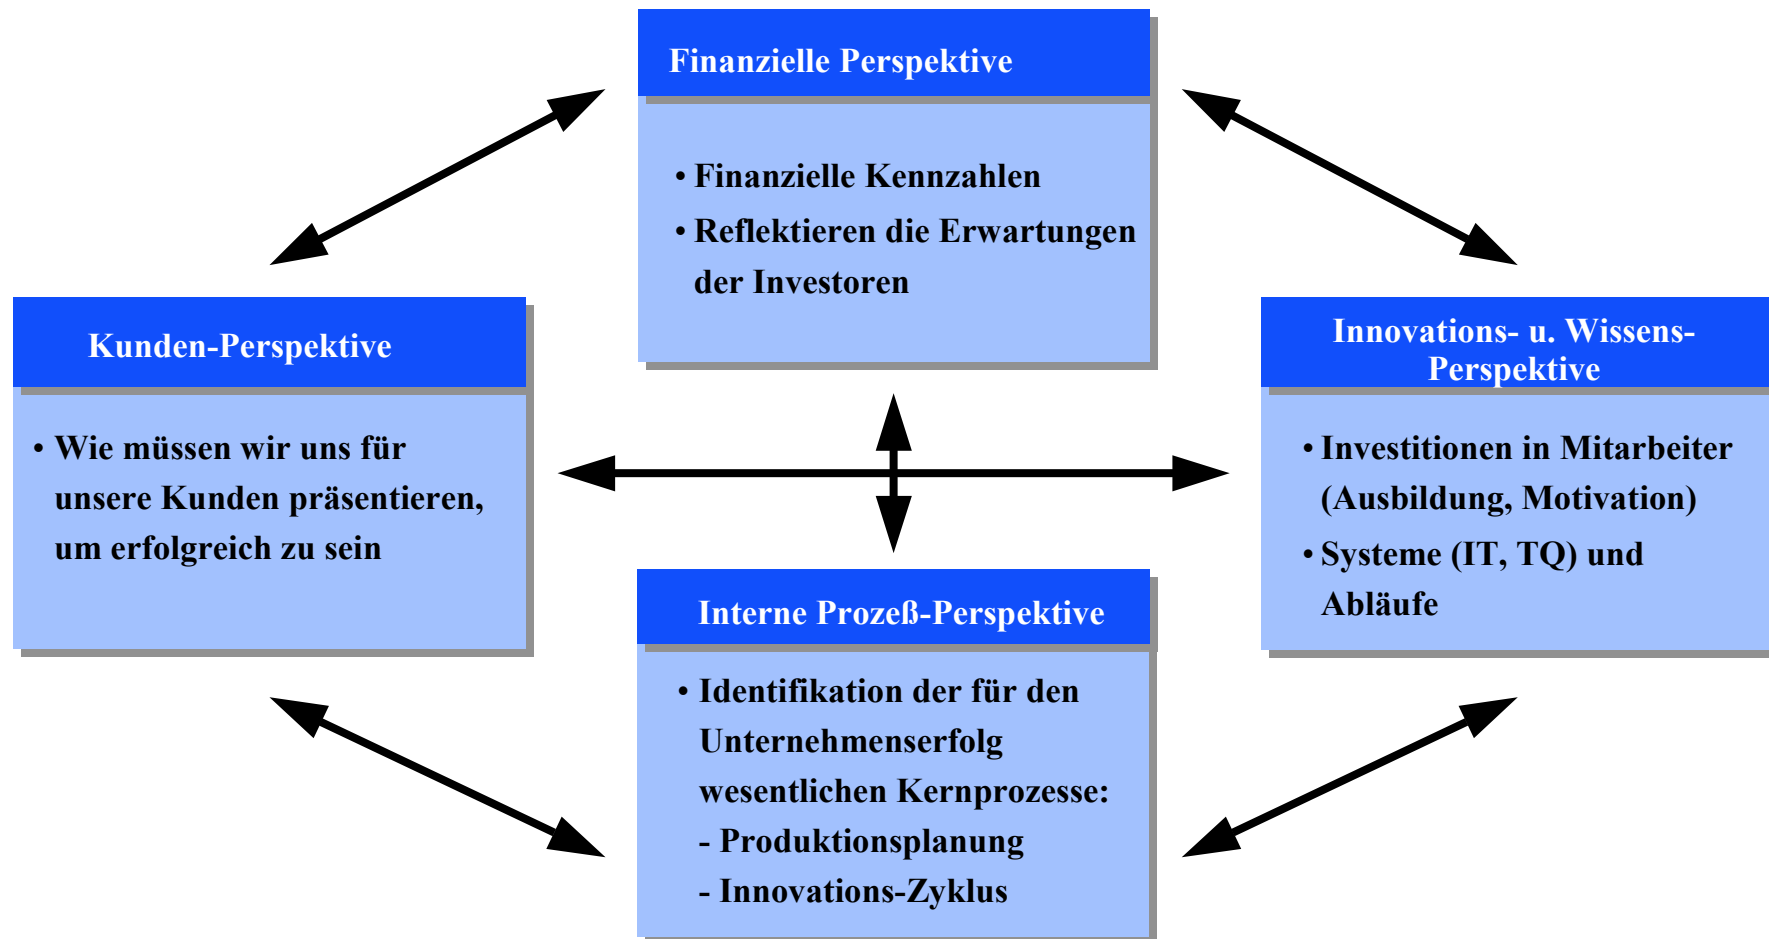 Finanzielle Perspektive
• Finanzielle Kennzahlen
• Reflektieren die Erwartungen
der Investoren
Kunden-Perspektive
• Wie müssen wir uns für
unsere Kunden präsentieren,
um erfolgreich zu sein
Innovations- u. Wissens-
Perspektive
• Investitionen in Mitarbeiter
(Ausbildung, Motivation)
• Systeme (IT, TQ) und
Abläufe
Interne Prozeß-Perspektive
• Identifikation der für den
Unternehmenserfolg
wesentlichen Kernprozesse:
- Produktionsplanung
- Innovations-Zyklus